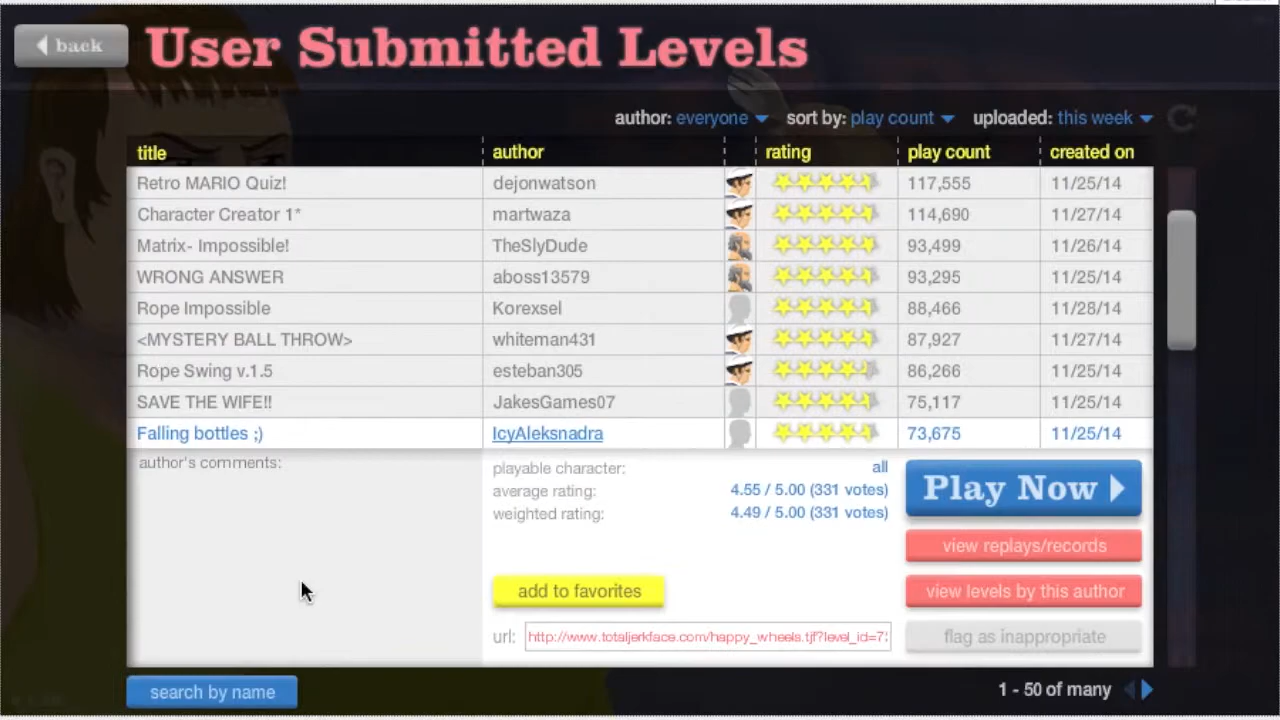 back
User Submitted Levels
author: everyone sort by: play count uploaded: this week
title author rating play count created on
Retro MARIO Quiz! dejonwatson 117,555 11/25/14
Character Creator 1* martwaza 114,690 11/27/14
Matrix- Impossible! TheSlyDude 93,499 11/26/14
WRONG ANSWER aboss13579 93,295 11/25/14
Rope Impossible Korexsel 88,466 11/28/14
<MYSTERY BALL THROW> whiteman431 87,927 11/27/14
Rope Swing v.1.5 esteban305 86,266 11/25/14
SAVE THE WIFE!! JakesGames07 75,117 11/25/14
Falling bottles ;) IcyAleksnadra 73,675 11/25/14
author's comments:
playable character: all
average rating: 4.55 / 5.00 (331 votes)
weighted rating: 4.49 / 5.00 (331 votes)
Play Now
view replays/records
add to favorites
view levels by this author
url: http://www.totaljerkface.com/happy_wheels.tjf?level_id=7
flag as inappropriate
search by name
1 - 50 of many